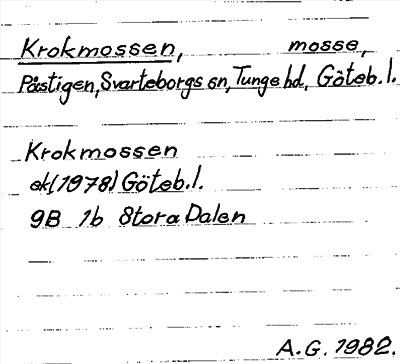 Krokmossen, mosse,
Påstigen, Svarteborgs sn, Tunge hd, Göteb. l.
Krokmossen
ek (1978) Göteb. l.
9B 1b Stora Dalen
A.G. 1982.